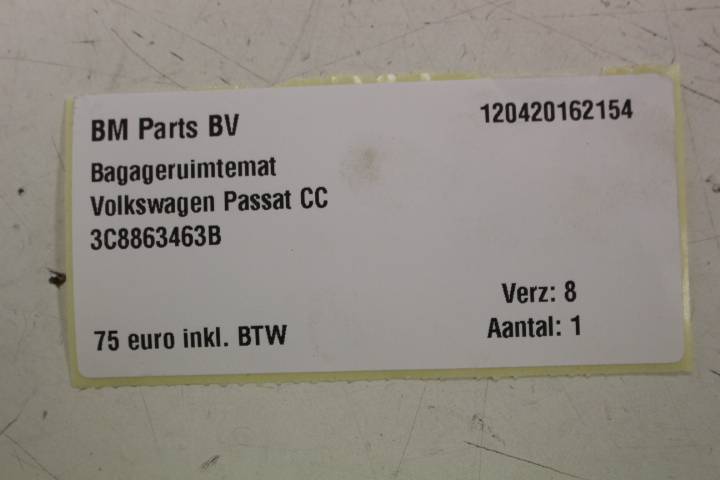 BM Parts BV
120420162154
Bagageruimtemat
Volkswagen Passat CC
3C8863463B
Verz: 8
75 euro inkl. BTW
Aantal: 1